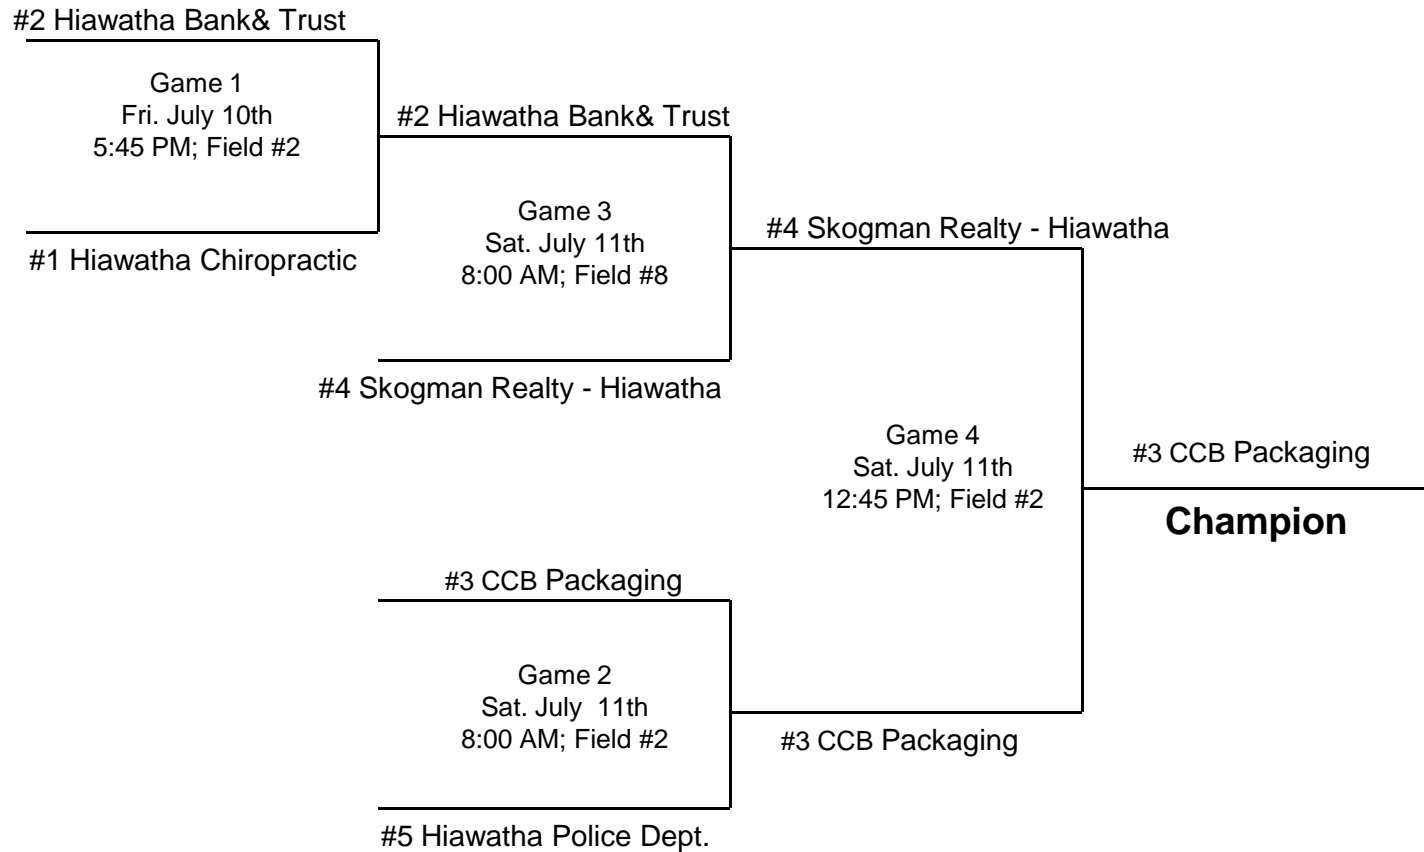 #2 Hiawatha Bank& Trust
Game 1
Fri. July 10th
5:45 PM; Field #2
#1 Hiawatha Chiropractic
#2 Hiawatha Bank& Trust
Game 3
Sat. July 11th
8:00 AM; Field #8
#4 Skogman Realty - Hiawatha
#4 Skogman Realty - Hiawatha
Game 4
Sat. July 11th
12:45 PM; Field #2
#3 CCB Packaging
Champion
#3 CCB Packaging
Game 2
Sat. July  11th
8:00 AM; Field #2
#5 Hiawatha Police Dept.
#3 CCB Packaging